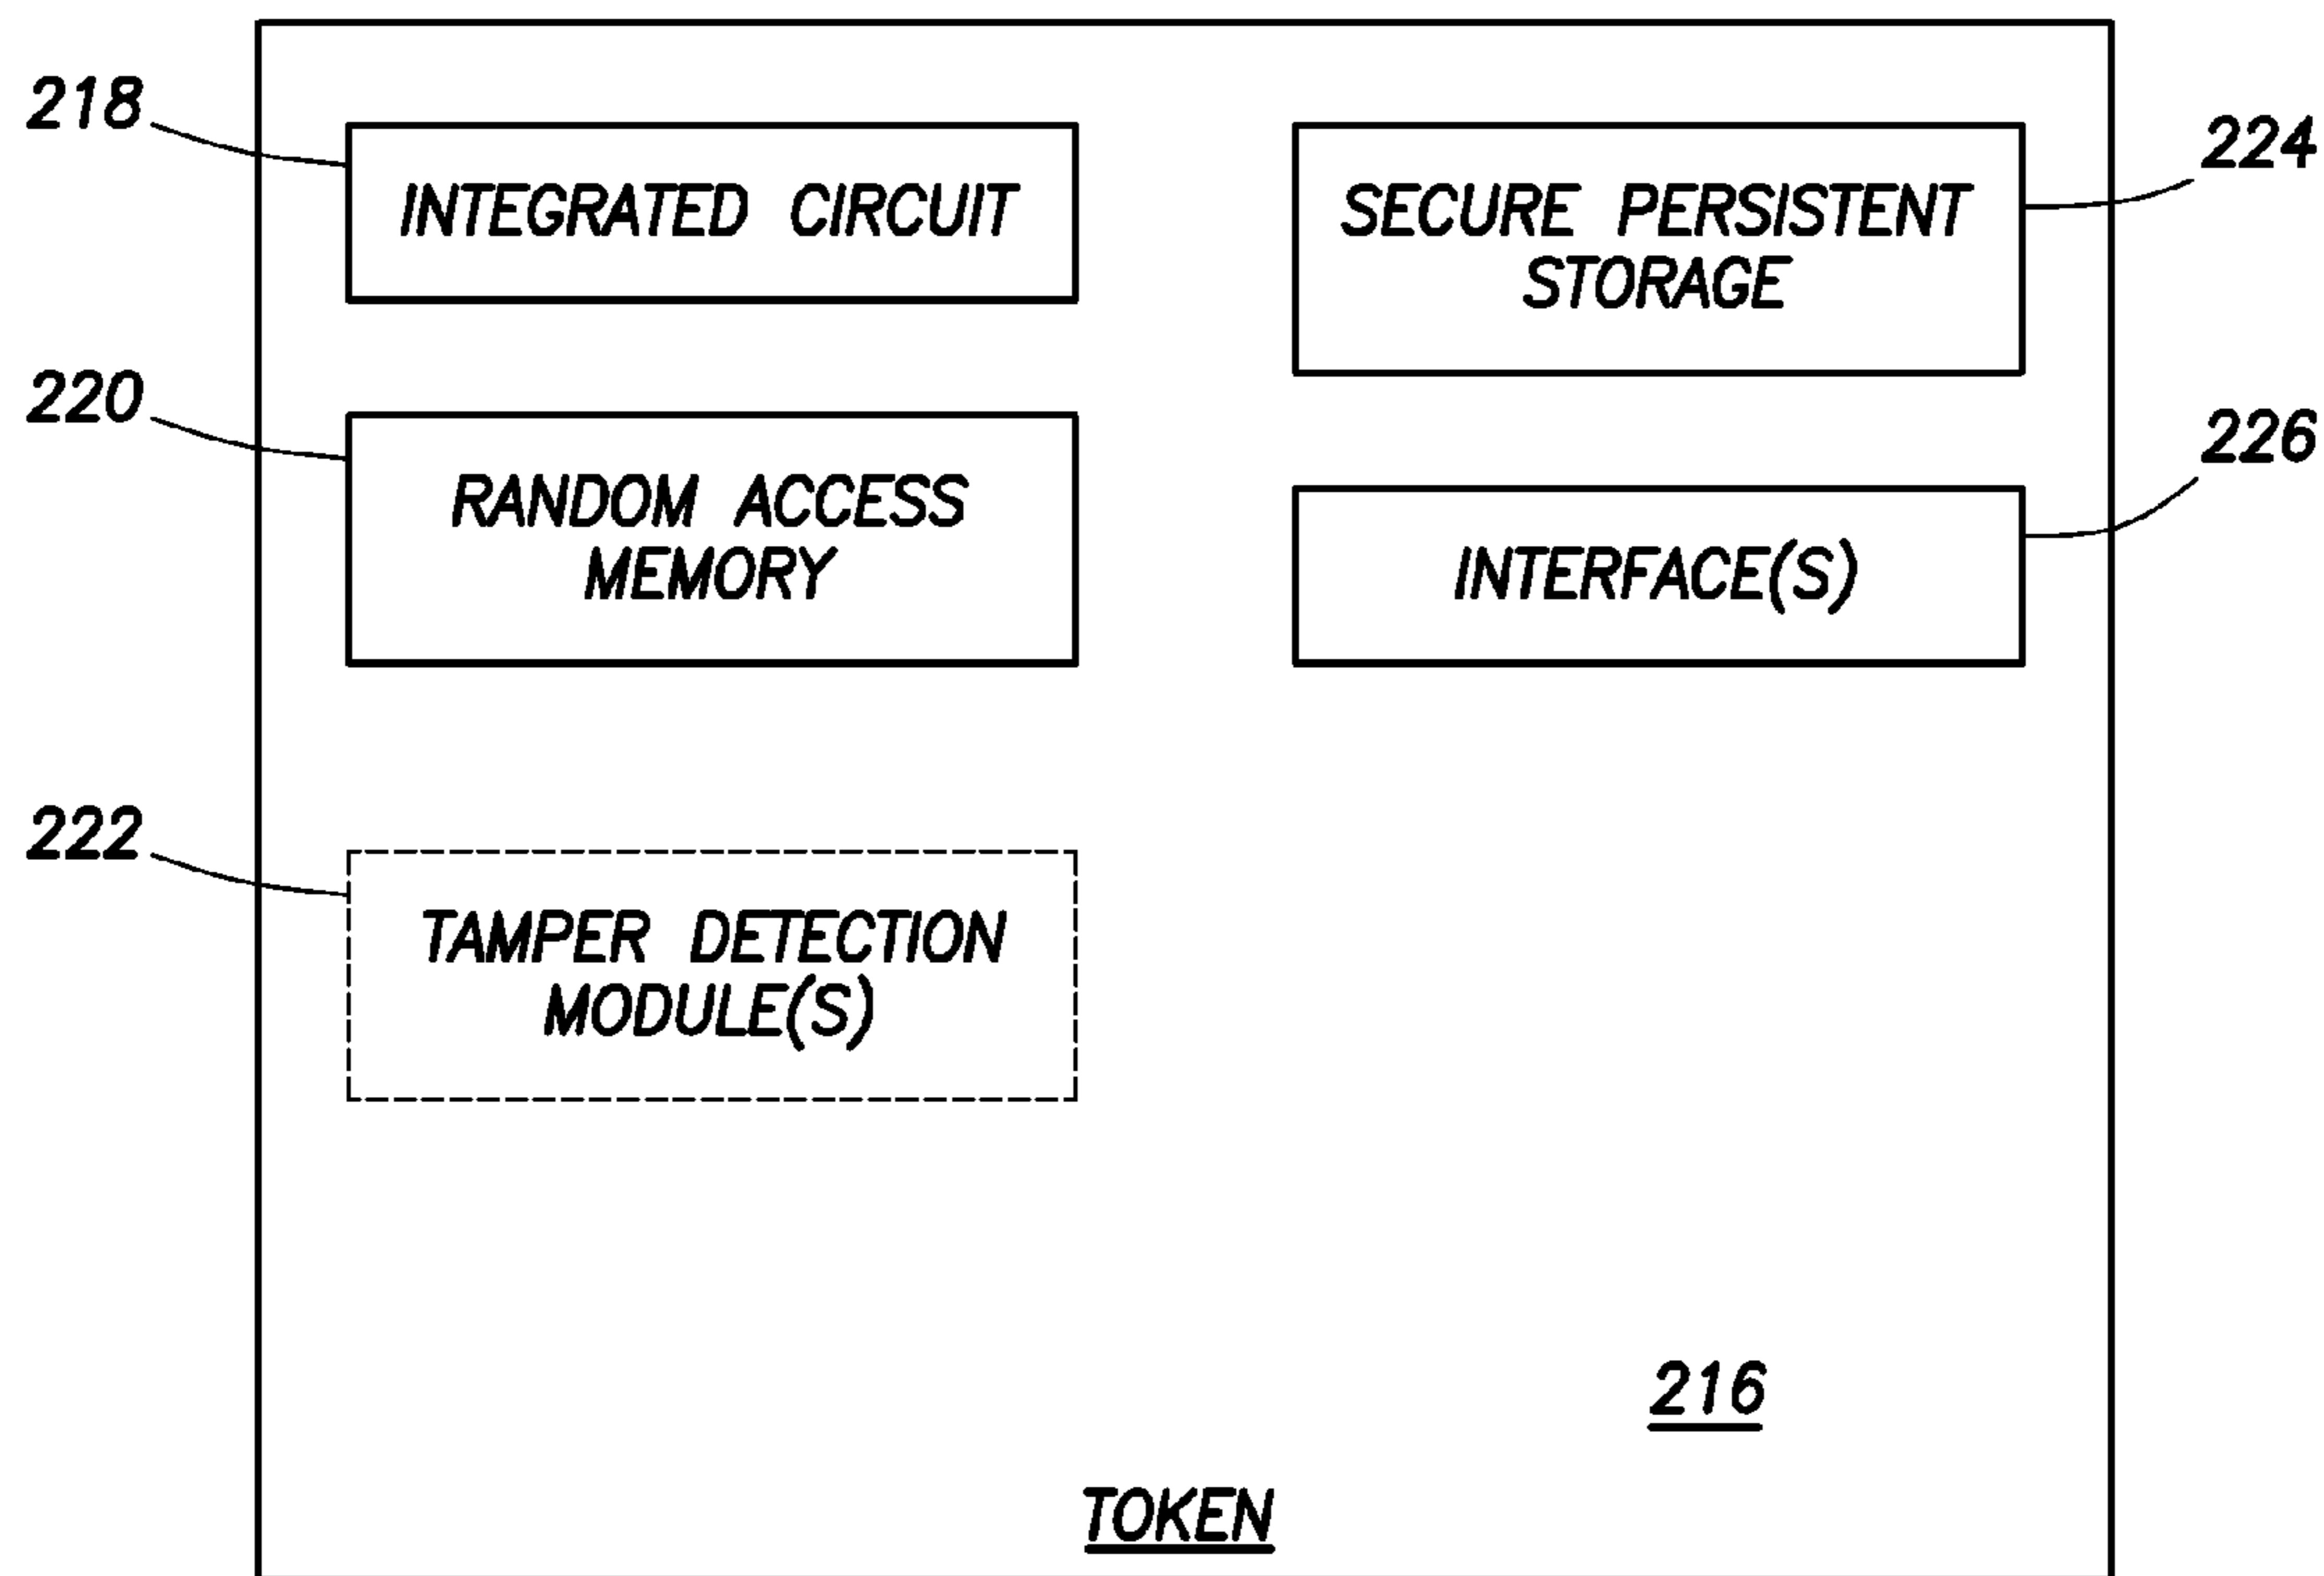 218
INTEGRATED CIRCUIT
SECURE PERSISTENT
STORAGE
224
220
RANDOM ACCESS
MEMORY
226
INTERFACE(S)
222
TAMPER DETECTION
MODULE(S)
216
TOKEN